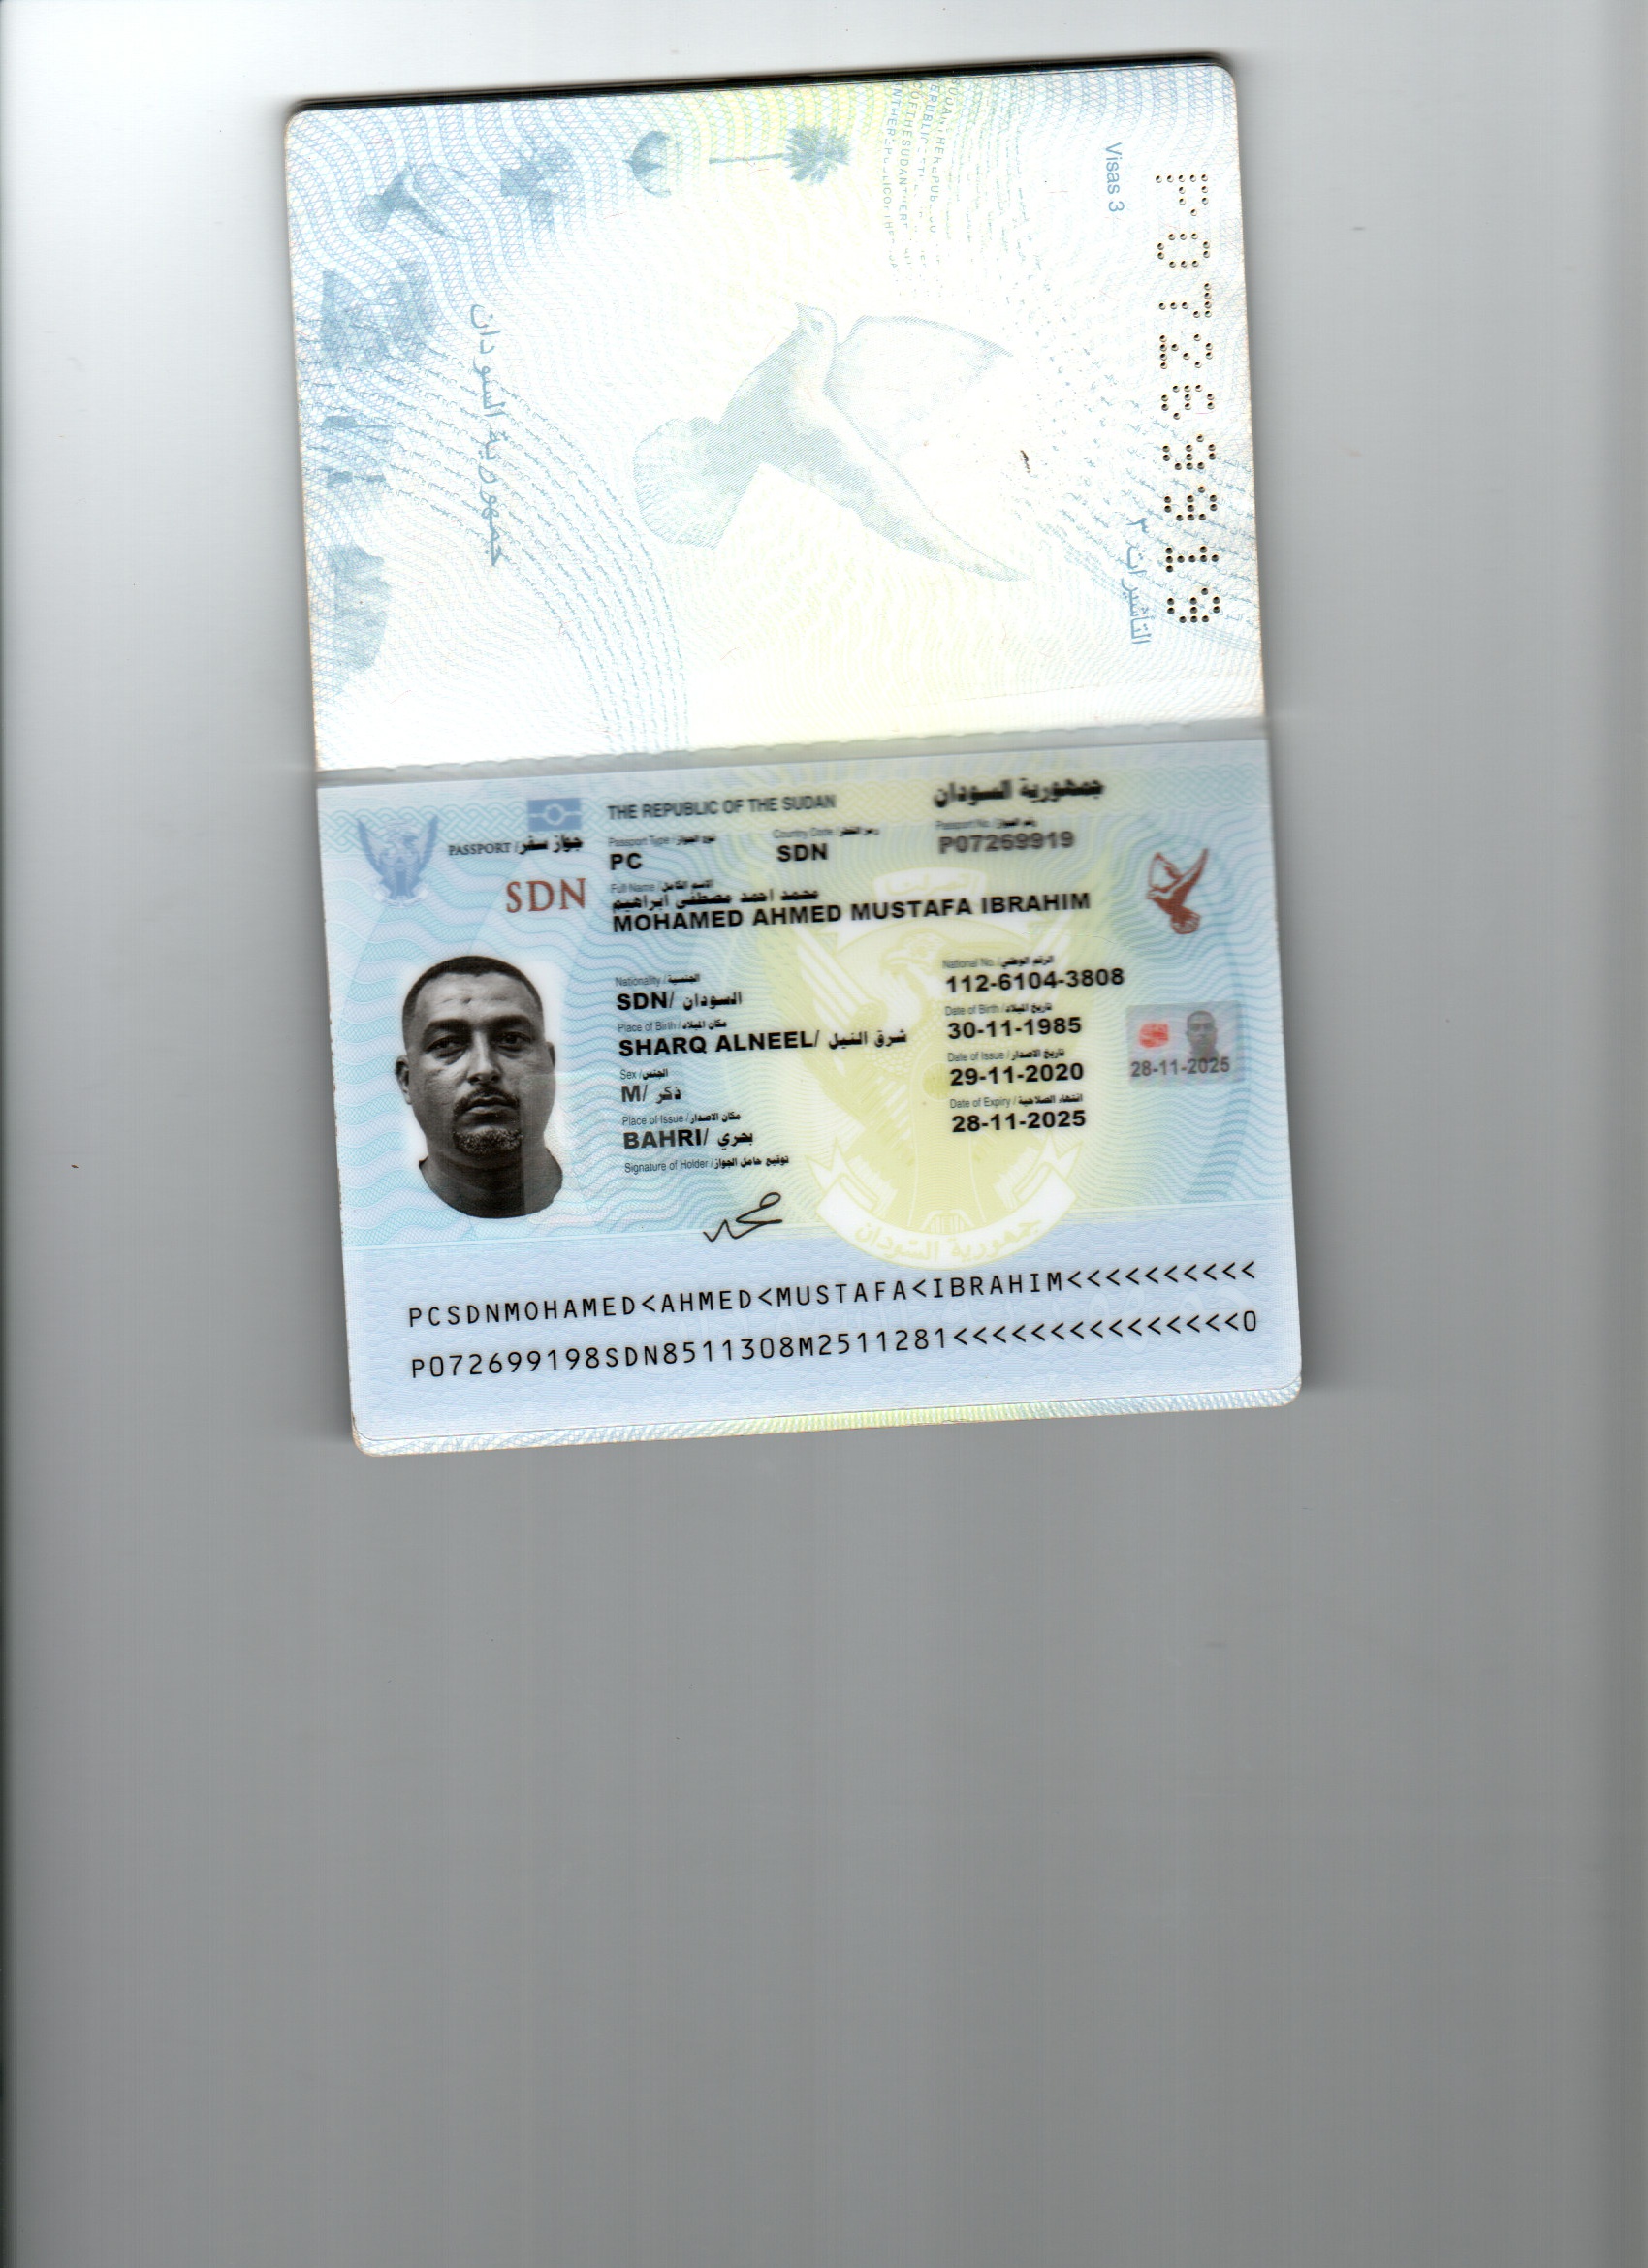 Visas 3
التأشيرات ٣
P07269919
جمهورية السودان
THE REPUBLIC OF THE SUDAN
جمهورية السودان
PASSPORT / جواز سفر
Passport Type / نوع الجواز
Country Code / رمز القطر
Passport No. / رقم الجواز
PC
SDN
P07269919
SDN
Full Name / الاسم الكامل
محمد احمد مصطفى ابراهيم
MOHAMED AHMED MUSTAFA IBRAHIM
Nationality / الجنسية
National No. / الرقم الوطني
SDN/ السودان
112-6104-3808
Place of Birth / مكان الميلاد
Date of Birth / تاريخ الميلاد
SHARQ ALNEEL/ شرق النيل
30-11-1985
Sex / الجنس
Date of Issue / تاريخ الاصدار
M/ ذكر
29-11-2020
28-11-2025
Place of Issue / مكان الاصدار
Date of Expiry / انتهاء الصلاحية
BAHRI/ بحري
28-11-2025
Signature of Holder / توقيع حامل الجواز
جمهورية السودان
PCSDNMOHAMED<AHMED<MUSTAFA<IBRAHIM<<<<<<<<<<
P072699198SDN8511308M2511281<<<<<<<<<<<<<<<0